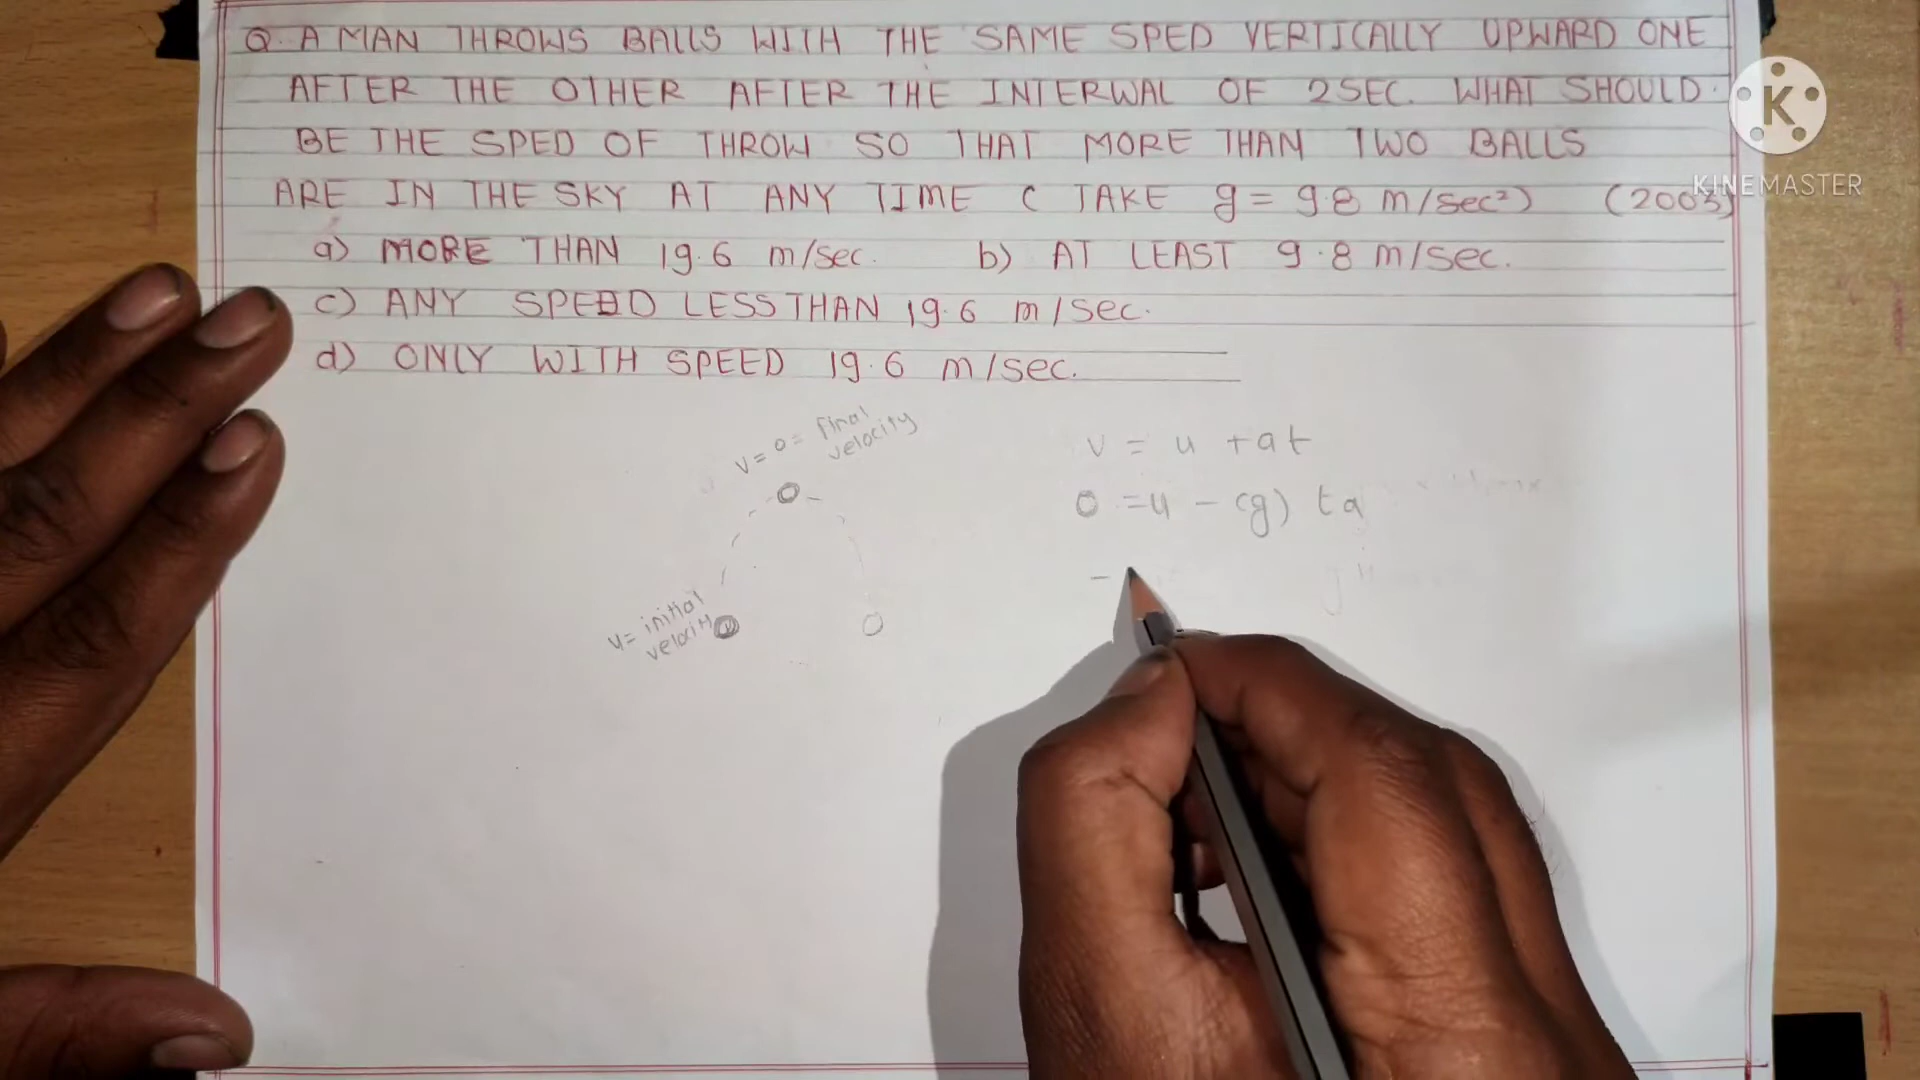 Q. A MAN THROWS BALLS WITH THE SAME SPED VERTICALLY UPWARD ONE
AFTER THE OTHER AFTER THE INTERWAL OF 2SEC. WHAT SHOULD
BE THE SPED OF THROW SO THAT MORE THAN TWO BALLS
ARE IN THE SKY AT ANY TIME ( TAKE g = 9.8 m/sec²) (2003)
a) MORE THAN 19.6 m/sec. b) AT LEAST 9.8 m/sec.
c) ANY SPEED LESS THAN 19.6 m/sec.
d) ONLY WITH SPEED 19.6 m/sec.
K
KINEMASTER
v = 0 = final
velocity
u = initial
velocity
v = u + at
0 = u - (g) ta
-